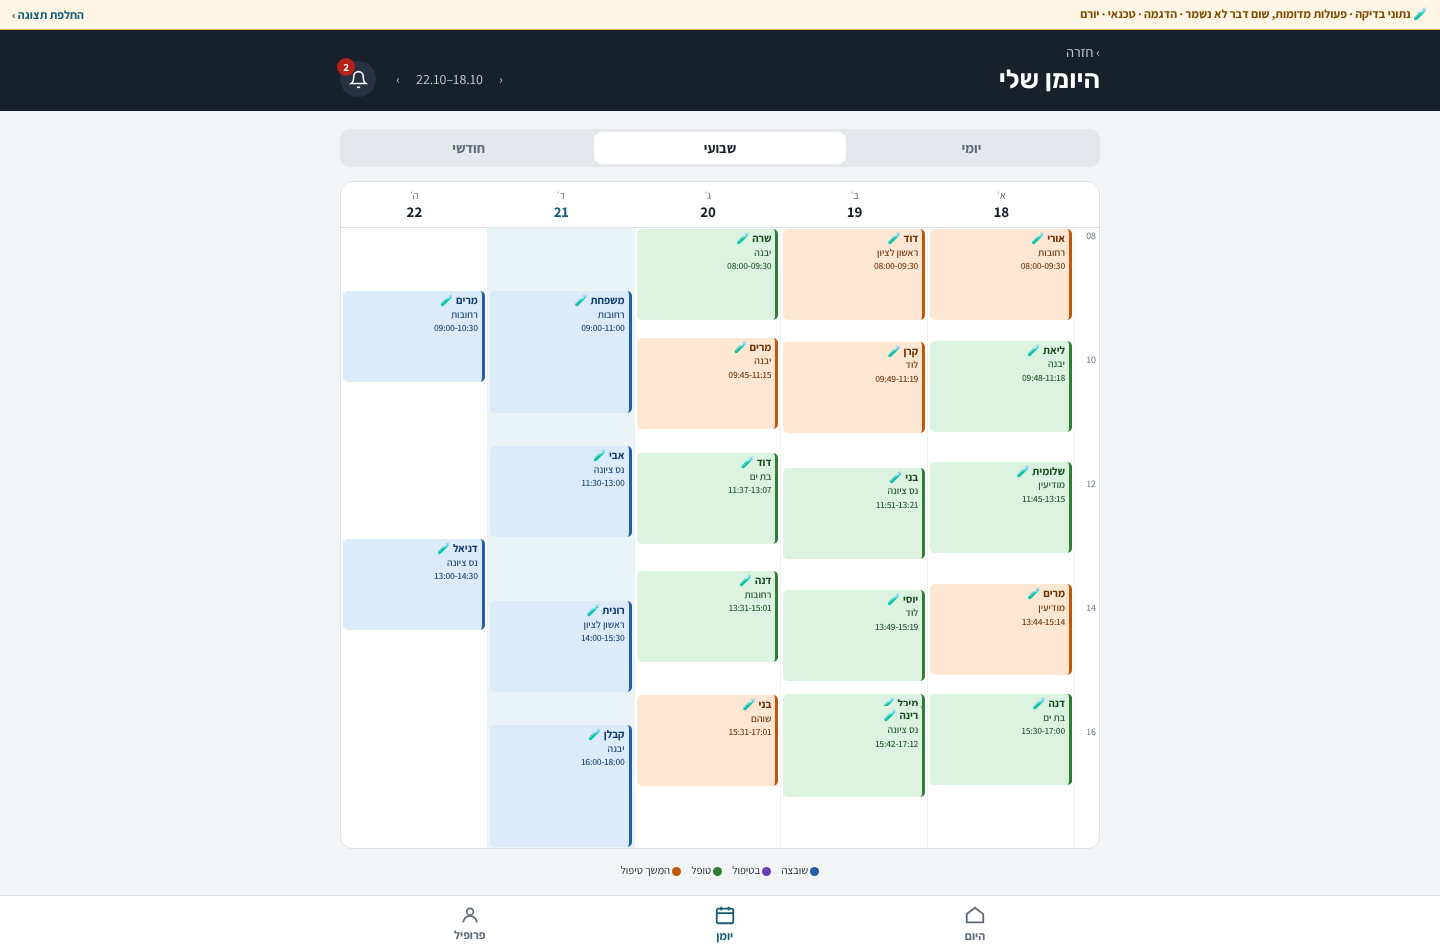 🧪 נתוני בדיקה · פעולות מדומות, שום דבר לא נשמר · הדגמה · טכנאי · יורם
החלפת תצוגה ›
› חזרה
היומן שלי
› 22.10–18.10 ‹
2
יומי
שבועי
חודשי
א׳
18
ב׳
19
ג׳
20
ד׳
21
ה׳
22
08
10
12
14
16
אורי 🧪
רחובות
08:00-09:30
ליאת 🧪
יבנה
09:48-11:18
שלומית 🧪
מודיעין
11:45-13:15
מרים 🧪
מודיעין
13:44-15:14
דנה 🧪
בת ים
15:30-17:00
דוד 🧪
ראשון לציון
08:00-09:30
קרן 🧪
לוד
09:49-11:19
בני 🧪
נס ציונה
11:51-13:21
יוסי 🧪
לוד
13:49-15:19
מיכל 🧪
רינה 🧪
נס ציונה
15:42-17:12
שרה 🧪
יבנה
08:00-09:30
מרים 🧪
יבנה
09:45-11:15
דוד 🧪
בת ים
11:37-13:07
דנה 🧪
רחובות
13:31-15:01
בני 🧪
שוהם
15:31-17:01
משפחת 🧪
רחובות
09:00-11:00
אבי 🧪
נס ציונה
11:30-13:00
רונית 🧪
ראשון לציון
14:00-15:30
קבלן 🧪
יבנה
16:00-18:00
מרים 🧪
רחובות
09:00-10:30
דניאל 🧪
נס ציונה
13:00-14:30
שובצה
בטיפול
טופל
המשך טיפול
היום
יומן
פרופיל